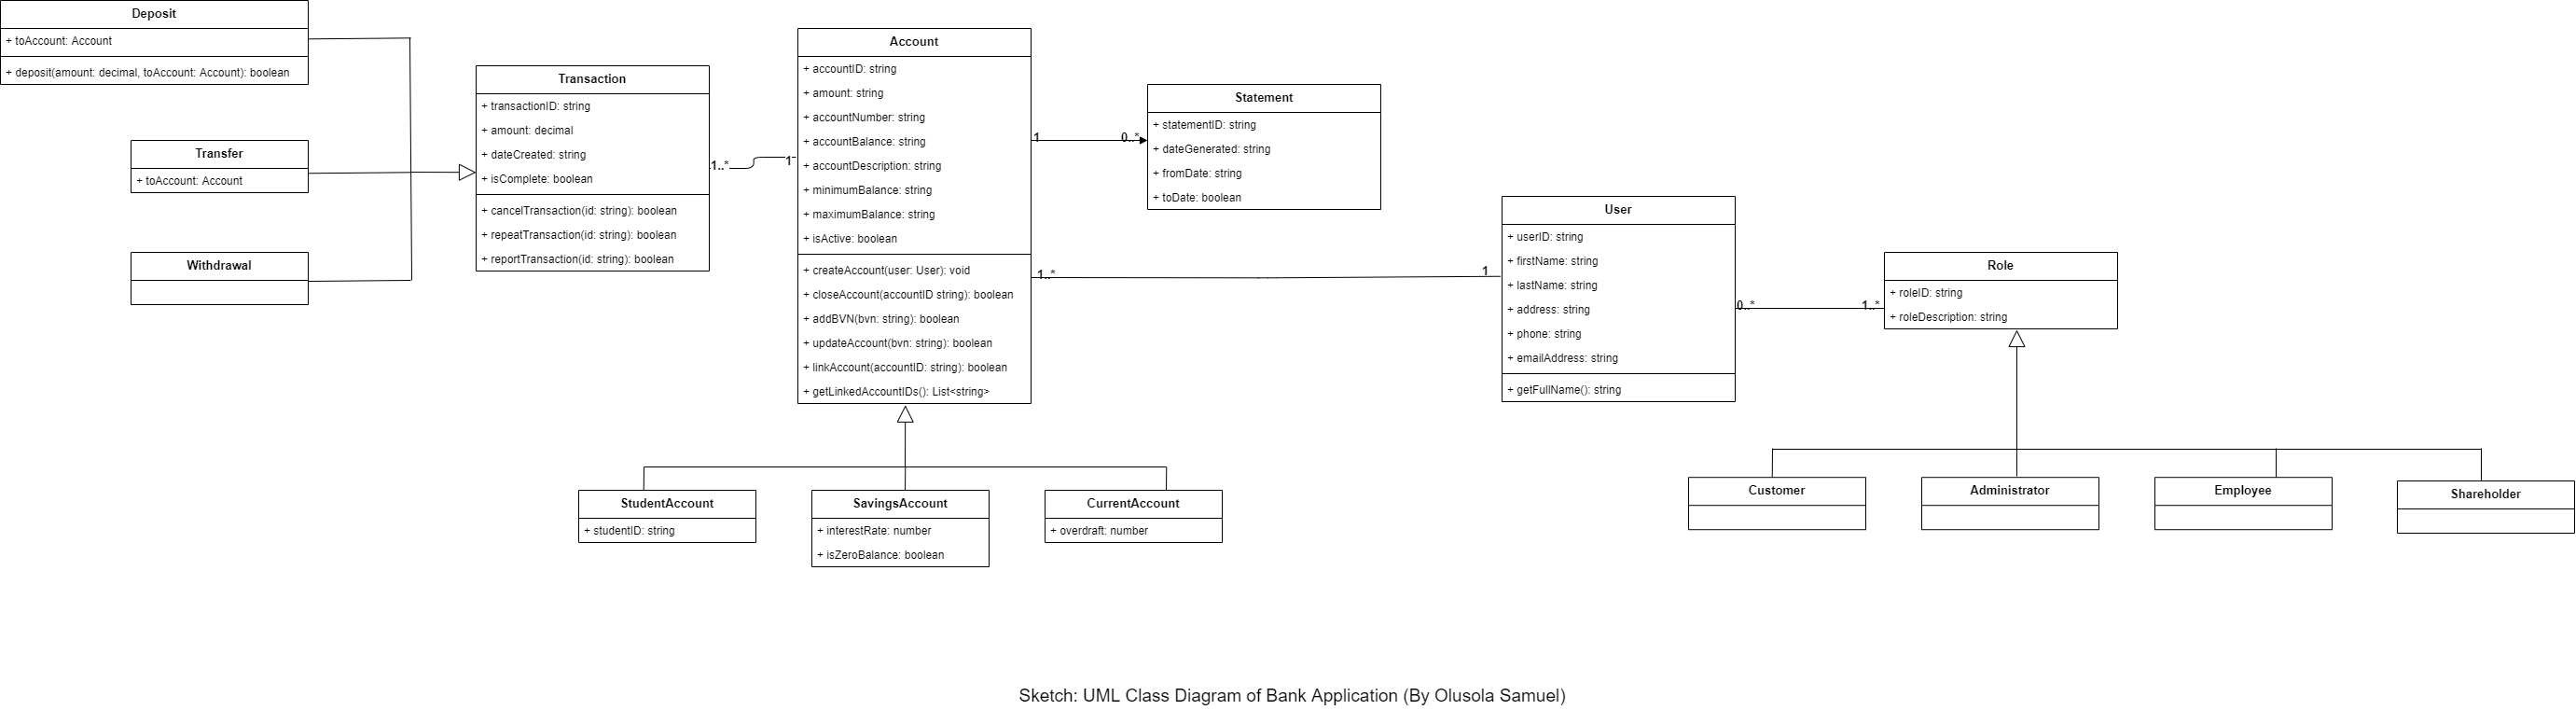 Deposit
+ toAccount: Account
+ deposit(amount: decimal, toAccount: Account): boolean
Transfer
+ toAccount: Account
Withdrawal
Transaction
+ transactionID: string
+ amount: decimal
+ dateCreated: string
+ isComplete: boolean
+ cancelTransaction(id: string): boolean
+ repeatTransaction(id: string): boolean
+ reportTransaction(id: string): boolean
1..*
1
Account
+ accountID: string
+ amount: string
+ accountNumber: string
+ accountBalance: string
+ accountDescription: string
+ minimumBalance: string
+ maximumBalance: string
+ isActive: boolean
+ createAccount(user: User): void
+ closeAccount(accountID string): boolean
+ addBVN(bvn: string): boolean
+ updateAccount(bvn: string): boolean
+ linkAccount(accountID: string): boolean
+ getLinkedAccountIDs(): List<string>
1
0..*
Statement
+ statementID: string
+ dateGenerated: string
+ fromDate: string
+ toDate: boolean
1..*
1
User
+ userID: string
+ firstName: string
+ lastName: string
+ address: string
+ phone: string
+ emailAddress: string
+ getFullName(): string
0..*
1..*
Role
+ roleID: string
+ roleDescription: string
StudentAccount
+ studentID: string
SavingsAccount
+ interestRate: number
+ isZeroBalance: boolean
CurrentAccount
+ overdraft: number
Customer
Administrator
Employee
Shareholder
Sketch: UML Class Diagram of Bank Application (By Olusola Samuel)